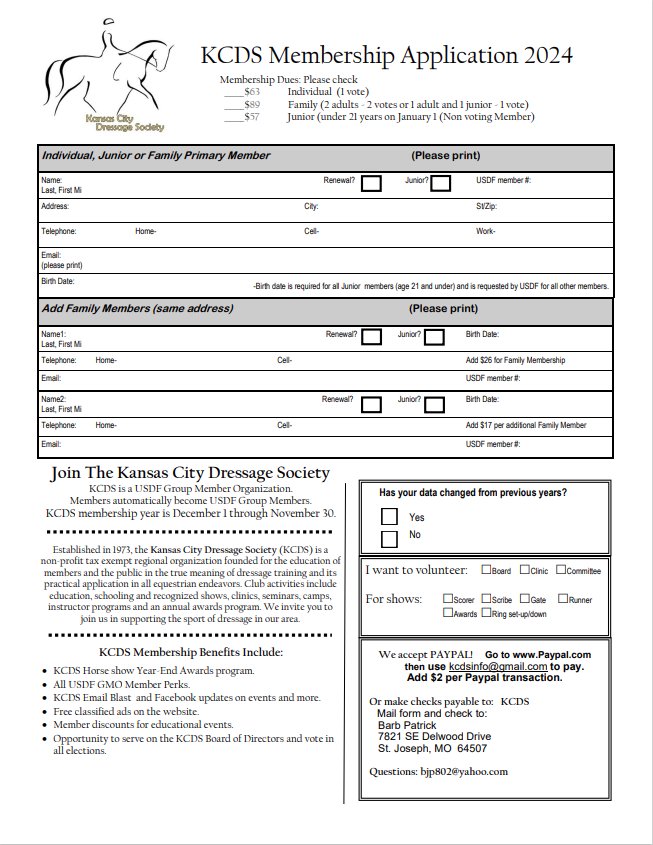 Kansas City
Dressage Society
KCDS Membership Application 2024
Membership Dues: Please check
____$63 Individual (1 vote)
____$89 Family (2 adults - 2 votes or 1 adult and 1 junior - 1 vote)
____$57 Junior (under 21 years on January 1 (Non voting Member)
Individual, Junior or Family Primary Member (Please print)
Name: Renewal? Junior? USDF member #:
Last, First Mi
Address: City: St/Zip:
Telephone: Home- Cell- Work-
Email:
(please print)
Birth Date:
-Birth date is required for all Junior members (age 21 and under) and is requested by USDF for all other members.
Add Family Members (same address) (Please print)
Name1: Renewal? Junior? Birth Date:
Last, First Mi
Telephone: Home- Cell- Add $26 for Family Membership
Email: USDF member #:
Name2: Renewal? Junior? Birth Date:
Last, First Mi
Telephone: Home- Cell- Add $17 per additional Family Member
Email: USDF member #:
Join The Kansas City Dressage Society
KCDS is a USDF Group Member Organization.
Members automatically become USDF Group Members.
KCDS membership year is December 1 through November 30.
Established in 1973, the Kansas City Dressage Society (KCDS) is a
non-profit tax exempt regional organization founded for the education of
members and the public in the true meaning of dressage training and its
practical application in all equestrian endeavors. Club activities include
education, schooling and recognized shows, clinics, seminars, camps,
instructor programs and an annual awards program. We invite you to
join us in supporting the sport of dressage in our area.
KCDS Membership Benefits Include:
• KCDS Horse show Year-End Awards program.
• All USDF GMO Member Perks.
• KCDS Email Blast and Facebook updates on events and more.
• Free classified ads on the website.
• Member discounts for educational events.
• Opportunity to serve on the KCDS Board of Directors and vote in
all elections.
Has your data changed from previous years?
Yes
No
I want to volunteer: Board Clinic Committee
For shows: Scorer Scribe Gate Runner
Awards Ring set-up/down
We accept PAYPAL! Go to www.Paypal.com
then use kcdsinfo@gmail.com to pay.
Add $2 per Paypal transaction.
Or make checks payable to: KCDS
Mail form and check to:
Barb Patrick
7821 SE Delwood Drive
St. Joseph, MO 64507
Questions: bjp802@yahoo.com